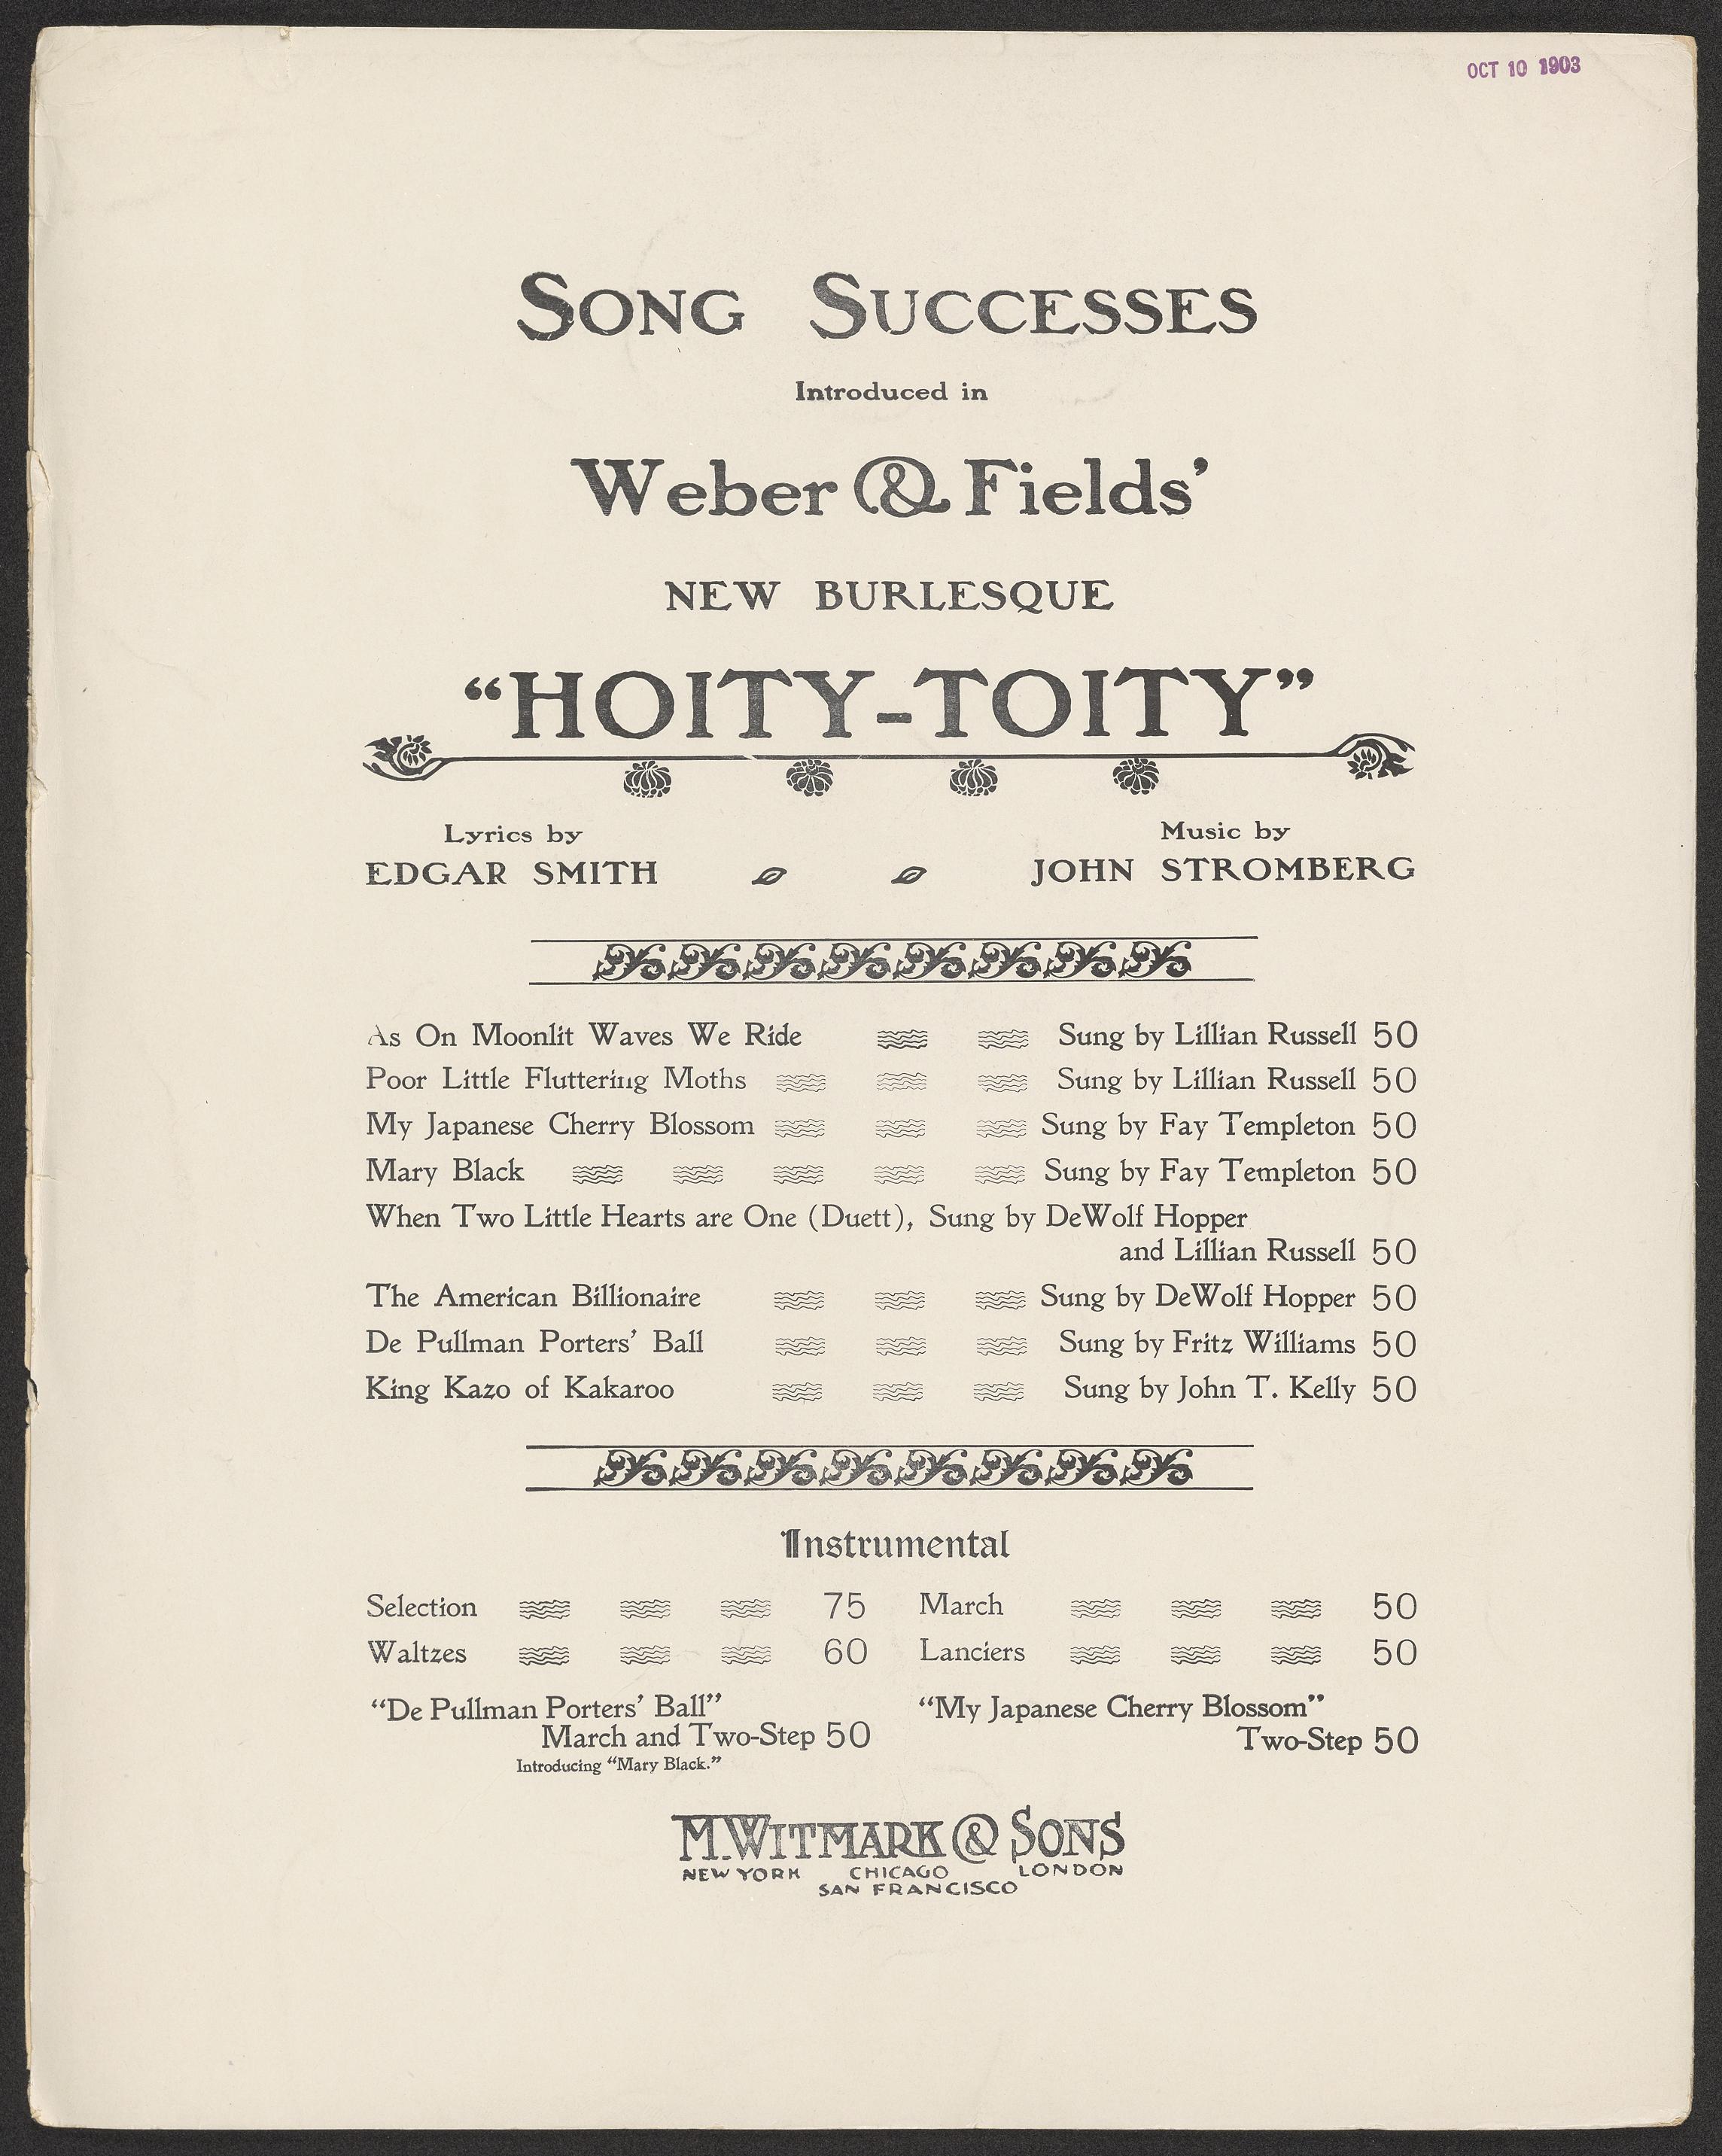 OCT 10 1903
SONG SUCCESSES
Introduced in
Weber & Fields'
NEW BURLESQUE
“HOITY-TOITY”
Lyrics by
EDGAR SMITH
Music by
JOHN STROMBERG
As On Moonlit Waves We Ride Sung by Lillian Russell 50
Poor Little Fluttering Moths Sung by Lillian Russell 50
My Japanese Cherry Blossom Sung by Fay Templeton 50
Mary Black Sung by Fay Templeton 50
When Two Little Hearts are One (Duett), Sung by DeWolf Hopper
and Lillian Russell 50
The American Billionaire Sung by DeWolf Hopper 50
De Pullman Porters' Ball Sung by Fritz Williams 50
King Kazo of Kakaroo Sung by John T. Kelly 50
Instrumental
Selection 75 March 50
Waltzes 60 Lanciers 50
“De Pullman Porters' Ball”
March and Two-Step 50
Introducing “Mary Black.”
“My Japanese Cherry Blossom”
Two-Step 50
M. WITMARK & SONS
NEW YORK CHICAGO LONDON
SAN FRANCISCO